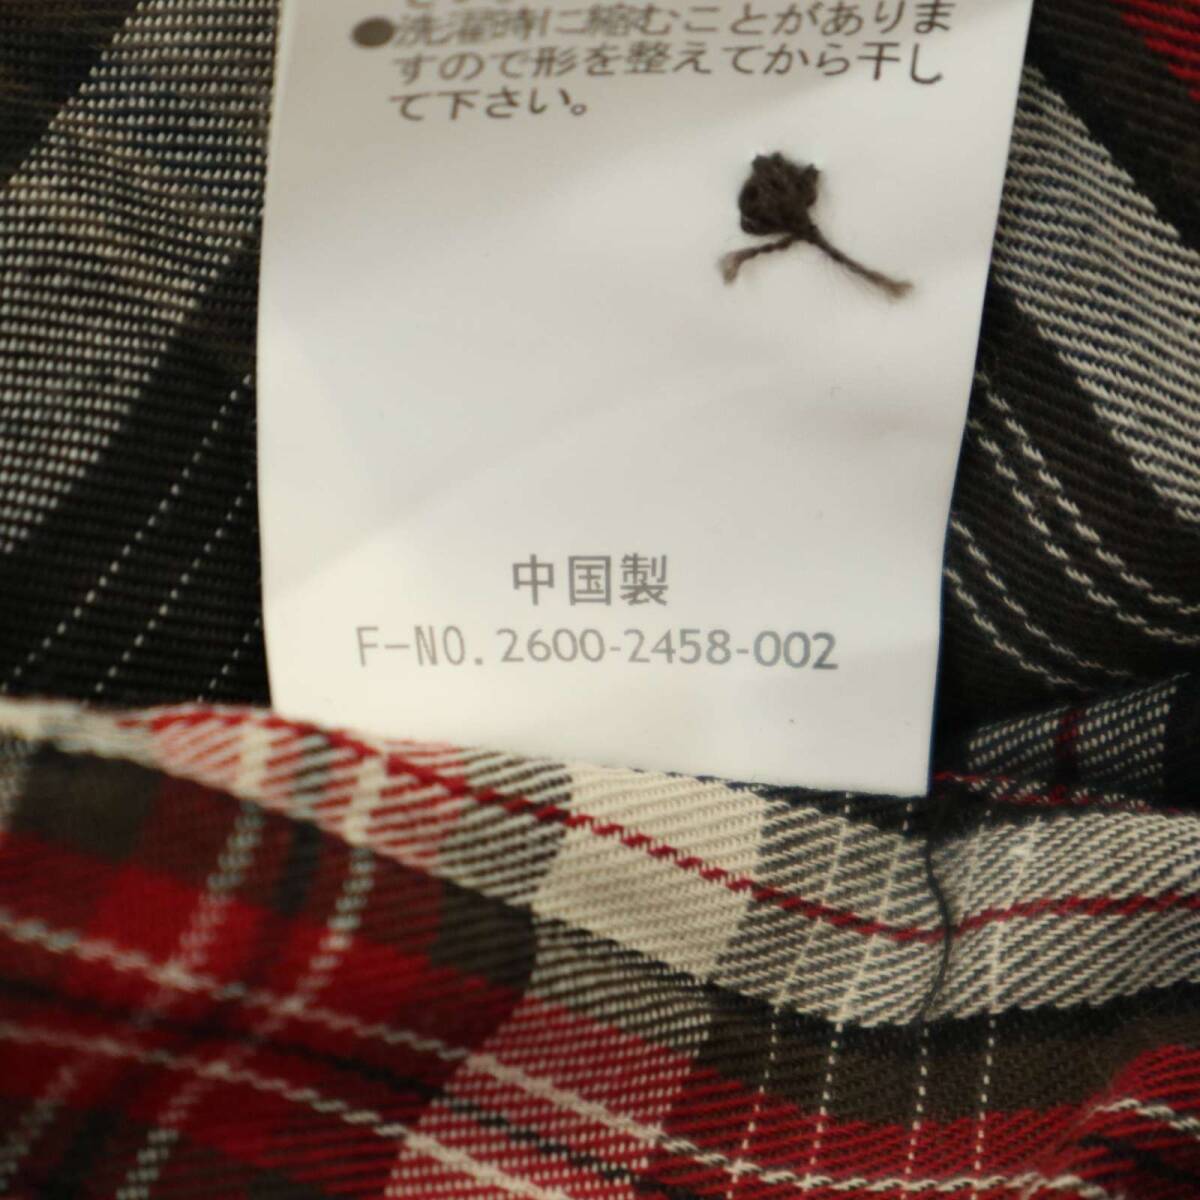 ●洗濯時に縮むことがありま
すので形を整えてから干し
て下さい。
中国製
F-NO. 2600-2458-002